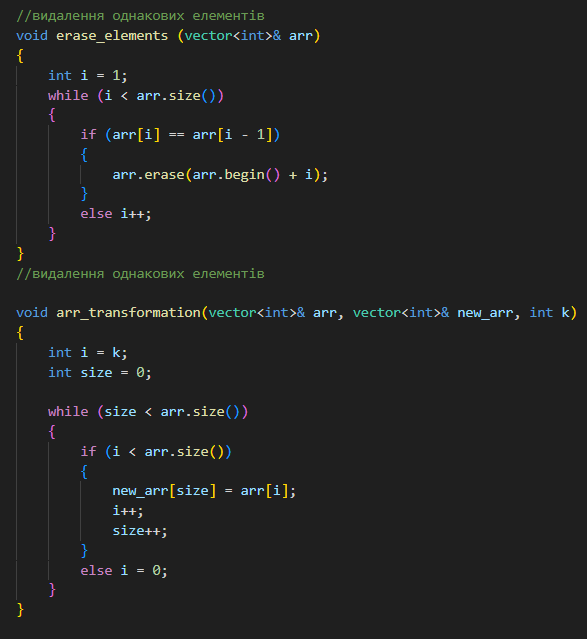 //видалення однакових елементів
void erase_elements (vector<int>& arr)
{
    int i = 1;
    while (i < arr.size())
    {
        if (arr[i] == arr[i - 1])
        {
            arr.erase(arr.begin() + i);
        }
        else i++;
    }
}
//видалення однакових елементів

void arr_transformation(vector<int>& arr, vector<int>& new_arr, int k)
{
    int i = k;
    int size = 0;

    while (size < arr.size())
    {
        if (i < arr.size())
        {
            new_arr[size] = arr[i];
            i++;
            size++;
        }
        else i = 0;
    }
}